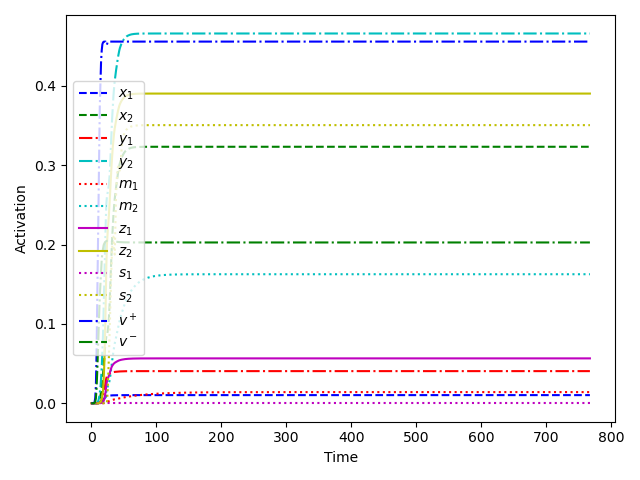 Activation
0.4
0.3
0.2
0.1
0.0
x₁
x₂
y₁
y₂
m₁
m₂
z₁
z₂
s₁
s₂
v⁺
v⁻
0 100 200 300 400 500 600 700 800
Time